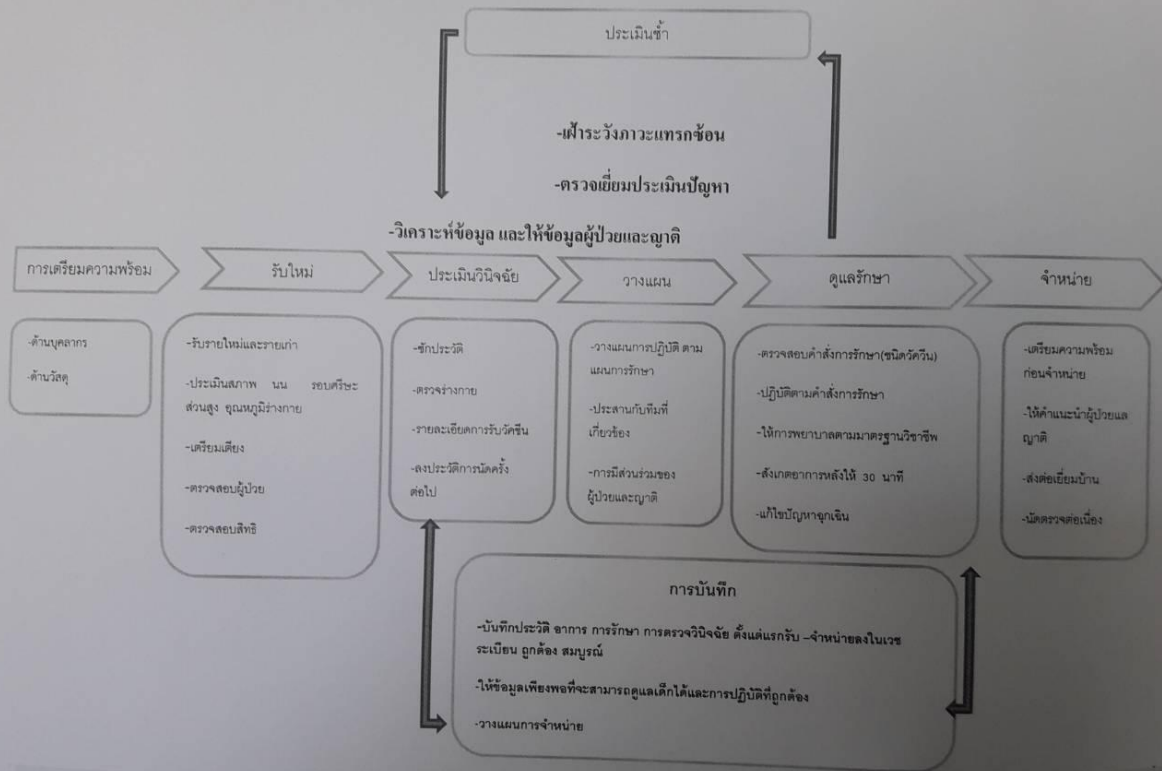 ประเมินซ้ำ
-เฝ้าระวังภาวะแทรกซ้อน
-ตรวจเยี่ยมประเมินปัญหา
-วิเคราะห์ข้อมูล และให้ข้อมูลผู้ป่วยและญาติ
การเตรียมความพร้อม
รับใหม่
ประเมินวินิจฉัย
วางแผน
ดูแลรักษา
จำหน่าย
-ด้านบุคลากร
-ด้านวัสดุ
-รับรายใหม่และรายเก่า
-ประเมินสภาพ นน รอบศรีษะ
ส่วนสูง อุณหภูมิร่างกาย
-เตรียมเตียง
-ตรวจสอบผู้ป่วย
-ตรวจสอบสิทธิ
-ซักประวัติ
-ตรวจร่างกาย
-รายละเอียดการรับวัคซีน
-ลงประวัติการนัดครั้ง
ต่อไป
-วางแผนการปฏิบัติ ตาม
แผนการรักษา
-ประสานกับทีมที่
เกี่ยวข้อง
-การมีส่วนร่วมของ
ผู้ป่วยและญาติ
-ตรวจสอบคำสั่งการรักษา(ชนิดวัควีน)
-ปฏิบัติตามคำสั่งการรักษา
-ให้การพยาบาลตามมาตรฐานวิชาชีพ
-สังเกตอาการหลังให้ 30 นาที
-แก้ไขปัญหาฉุกเฉิน
-เตรียมความพร้อม
ก่อนจำหน่าย
-ให้คำแนะนำผู้ป่วยแล
ญาติ
-ส่งต่อเยี่ยมบ้าน
-นัดตรวจต่อเนื่อง
การบันทึก
-บันทึกประวัติ อาการ การรักษา การตรวจวินิจฉัย ตั้งแต่แรกรับ –จำหน่ายลงในเวช
ระเบียน ถูกต้อง สมบูรณ์
-ให้ข้อมูลเพียงพอที่จะสามารถดูแลเด็กได้และการปฏิบัติที่ถูกต้อง
-วางแผนการจำหน่าย